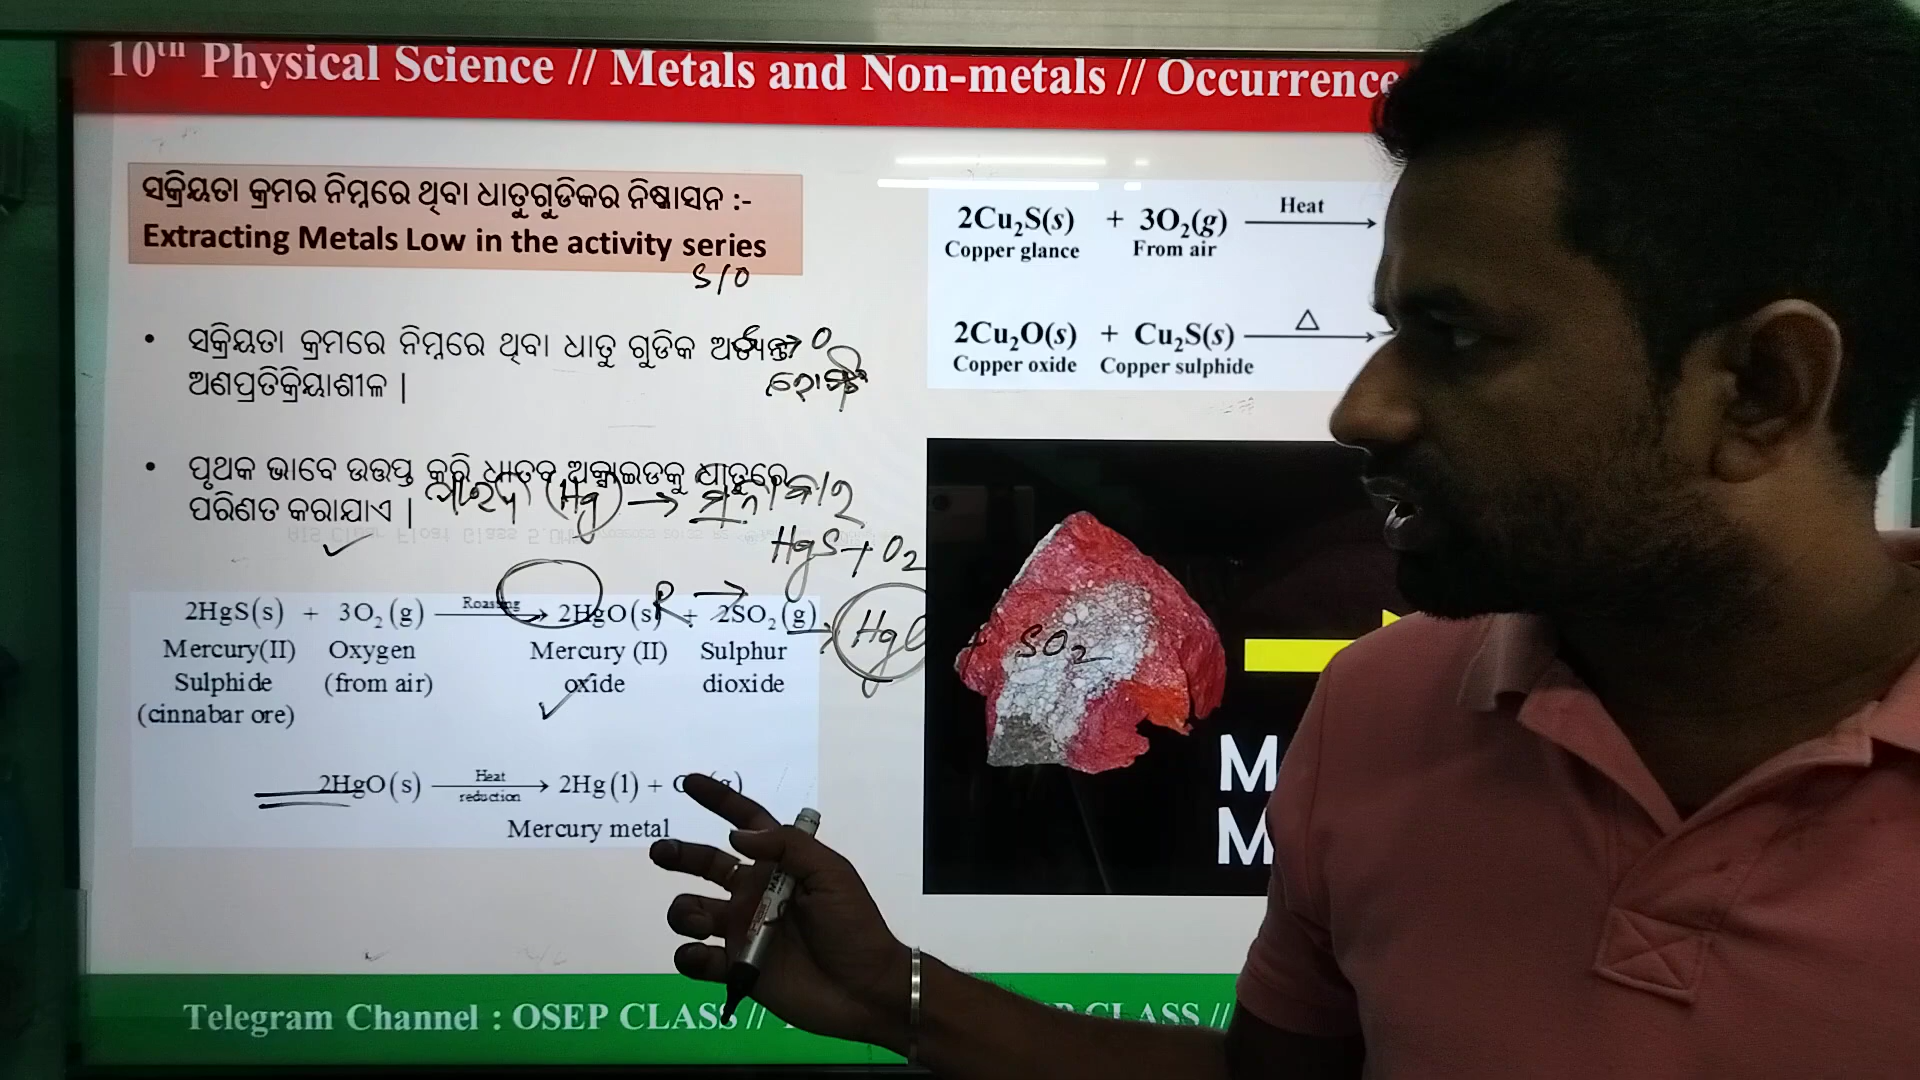 10th Physical Science // Metals and Non-metals // Occurrence
ସକ୍ରିୟତା କ୍ରମର ନିମ୍ନରେ ଥିବା ଧାତୁଗୁଡିକର ନିଷ୍କାସନ :-
Extracting Metals Low in the activity series
S/O
• ସକ୍ରିୟତା କ୍ରମରେ ନିମ୍ନରେ ଥିବା ଧାତୁ ଗୁଡିକ ଅତ୍ୟନ୍ତ
ଅଣପ୍ରତିକ୍ରିୟାଶୀଳ |
• ପୃଥକ ଭାବେ ଉତ୍ତପ୍ତ କରି ଧାତବ ଅକ୍ସାଇଡକୁ ଧାତୁରେ
ପରିଣତ କରାଯାଏ |
(Hg) →
HgS + O2
2HgS(s) + 3O2(g) Roasting → 2HgO(s) + 2SO2(g)
Mercury(II) Oxygen Mercury (II) Sulphur
Sulphide (from air) oxide dioxide
(cinnabar ore)
→ HgO + SO2
2HgO(s) Heat reduction → 2Hg(l) + (g)
Mercury metal
2Cu2S(s) + 3O2(g) Heat →
Copper glance From air
2Cu2O(s) + Cu2S(s) △ →
Copper oxide Copper sulphide
M
M
Telegram Channel : OSEP CLASS // CLASS //